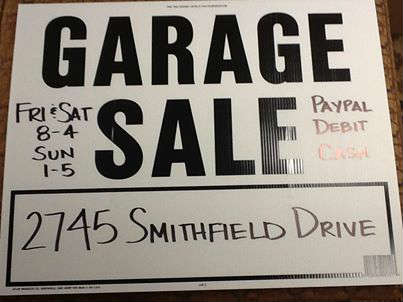 GARAGE
SALE
FRI & SAT
8-4
SUN
1-5
PAYPAL
DEBIT
CASH
2745 SMITHFIELD DRIVE